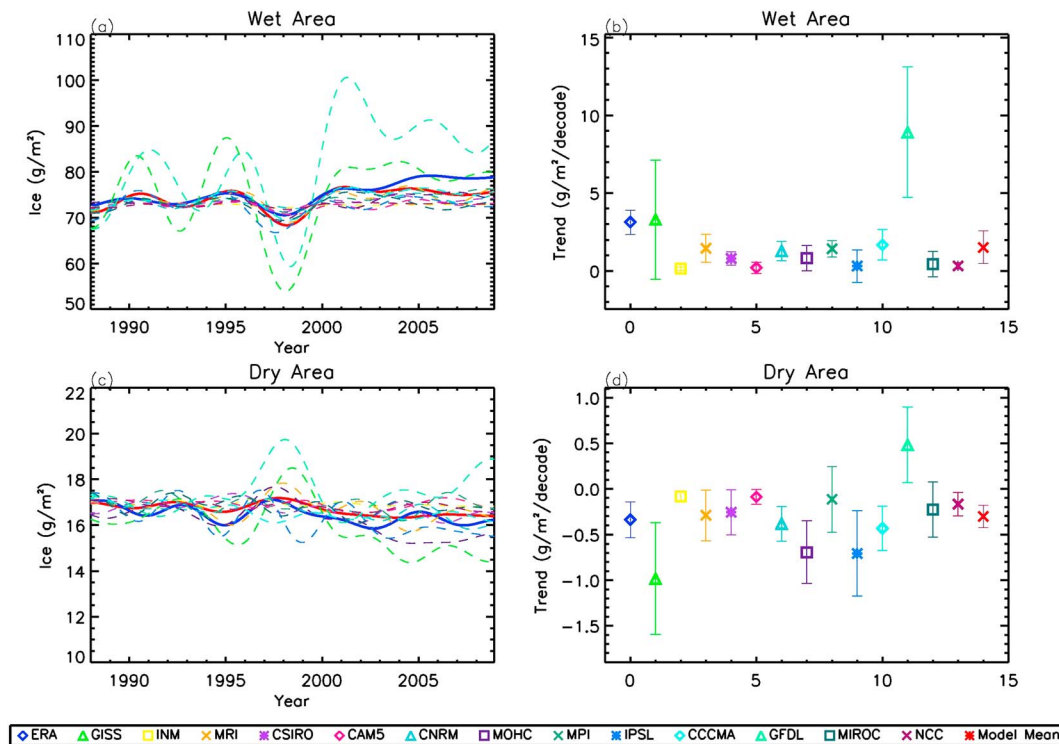 (a) Wet Area
110
100
90
80
70
60
50
Ice (g/m²)
1990 1995 2000 2005
Year
(b) Wet Area
15
10
5
0
Trend (g/m²/decade)
0 5 10 15
(c) Dry Area
22
20
18
16
14
12
10
Ice (g/m²)
1990 1995 2000 2005
Year
(d) Dry Area
1.0
0.5
0.0
−0.5
−1.0
−1.5
Trend (g/m²/decade)
0 5 10 15
ERA GISS INM MRI CSIRO CAM5 CNRM MOHC MPI IPSL CCCMA GFDL MIROC NCC Model Mean